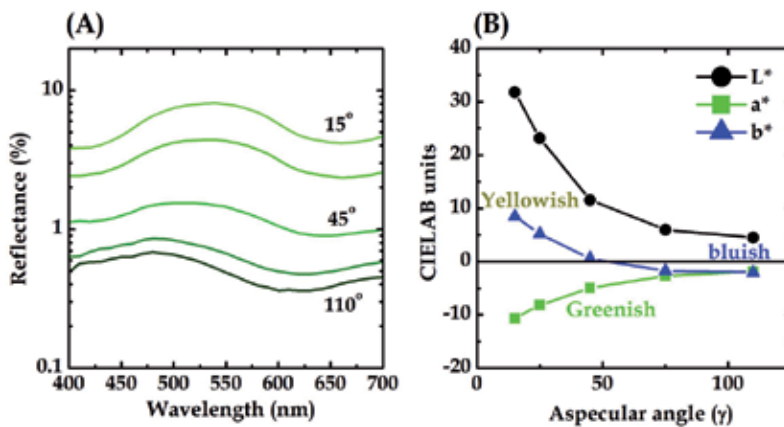 (A)
Reflectance (%)
10
1
0.1
15°
45°
110°
400 450 500 550 600 650 700
Wavelength (nm)
(B)
CIELAB units
40
30
20
10
0
-10
-20
L*
a*
b*
Yellowish
bluish
Greenish
0 50 100
Aspecular angle (γ)